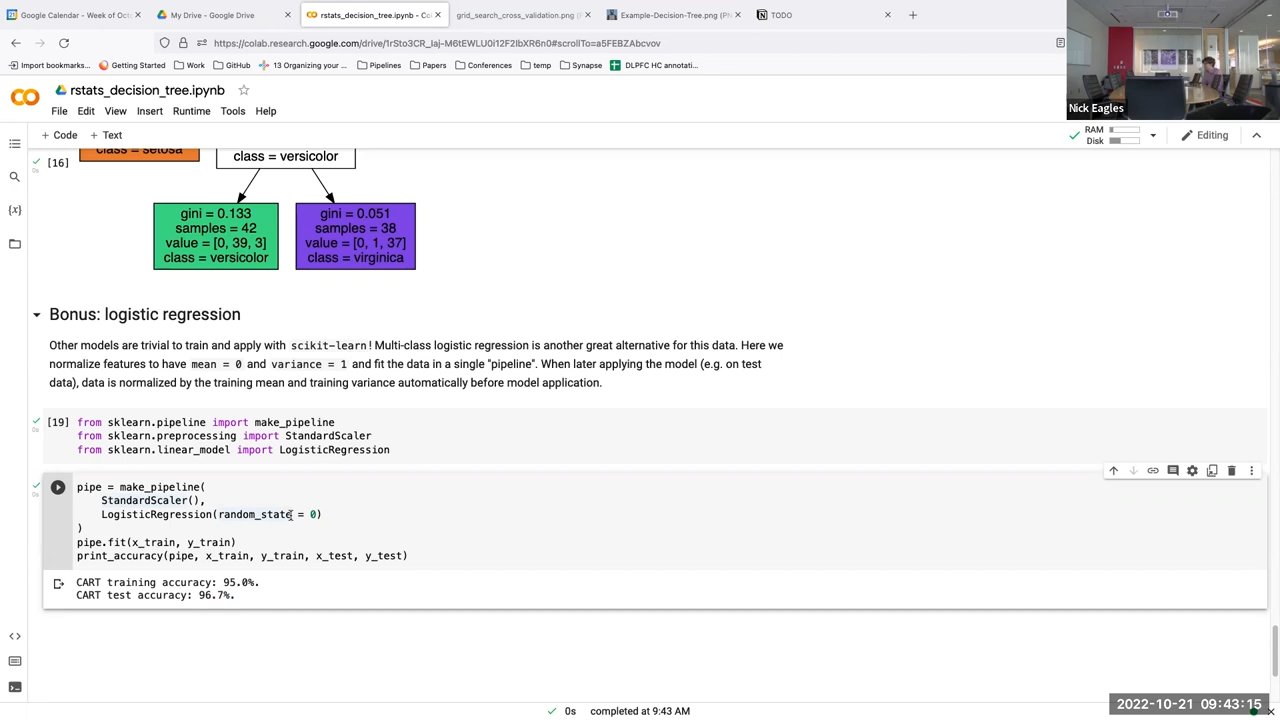 Google Calendar - Week of Octo
My Drive - Google Drive
rstats_decision_tree.ipynb - Col
grid_search_cross_validation.png (P
Example-Decision-Tree.png (PN
TODO
https://colab.research.google.com/drive/1rSto3CR_Iaj-M6tEWLU0i12F2IbXR6n0#scrollTo=a5FEBZAbcvov
Import bookmarks...
Getting Started
Work
GitHub
13 Organizing your ...
Pipelines
Papers
Conferences
temp
Synapse
DLPFC HC annotati...
Nick Eagles
rstats_decision_tree.ipynb
File Edit View Insert Runtime Tools Help
+ Code + Text
RAM
Disk
Editing
class = setosa
[16]
class = versicolor
gini = 0.133
samples = 42
value = [0, 39, 3]
class = versicolor
gini = 0.051
samples = 38
value = [0, 1, 37]
class = virginica
Bonus: logistic regression
Other models are trivial to train and apply with scikit-learn! Multi-class logistic regression is another great alternative for this data. Here we
normalize features to have mean = 0 and variance = 1 and fit the data in a single "pipeline". When later applying the model (e.g. on test
data), data is normalized by the training mean and training variance automatically before model application.
[19] from sklearn.pipeline import make_pipeline
from sklearn.preprocessing import StandardScaler
from sklearn.linear_model import LogisticRegression
pipe = make_pipeline(
StandardScaler(),
LogisticRegression(random_state = 0)
)
pipe.fit(x_train, y_train)
print_accuracy(pipe, x_train, y_train, x_test, y_test)
CART training accuracy: 95.0%.
CART test accuracy: 96.7%.
0s completed at 9:43 AM
2022-10-21 09:43:15